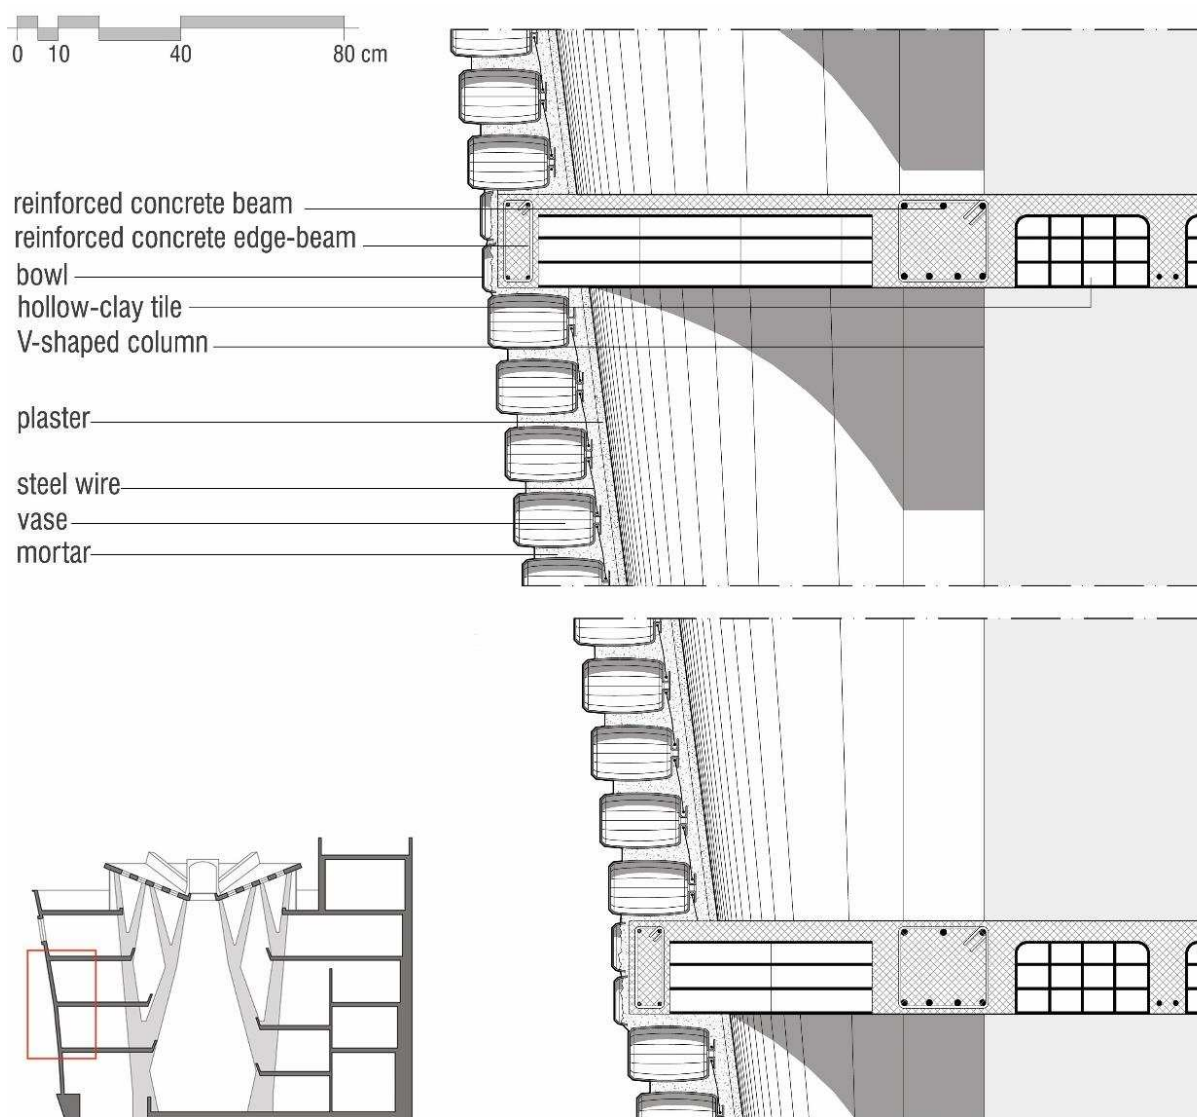 0 10 40 80 cm
reinforced concrete beam
reinforced concrete edge-beam
bowl
hollow-clay tile
V-shaped column
plaster
steel wire
vase
mortar